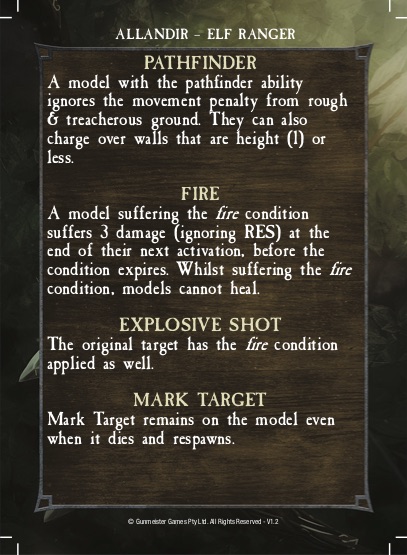 ALLANDIR – ELF RANGER
PATHFINDER
A model with the pathfinder ability
ignores the movement penalty from rough
& treacherous ground. They can also
charge over walls that are height (1) or
less.
FIRE
A model suffering the fire condition
suffers 3 damage (ignoring RES) at the
end of their next activation, before the
condition expires. Whilst suffering the fire
condition, models cannot heal.
EXPLOSIVE SHOT
The original target has the fire condition
applied as well.
MARK TARGET
Mark Target remains on the model even
when it dies and respawns.
© Gunmeister Games Pty Ltd. All Rights Reserved - V1.2